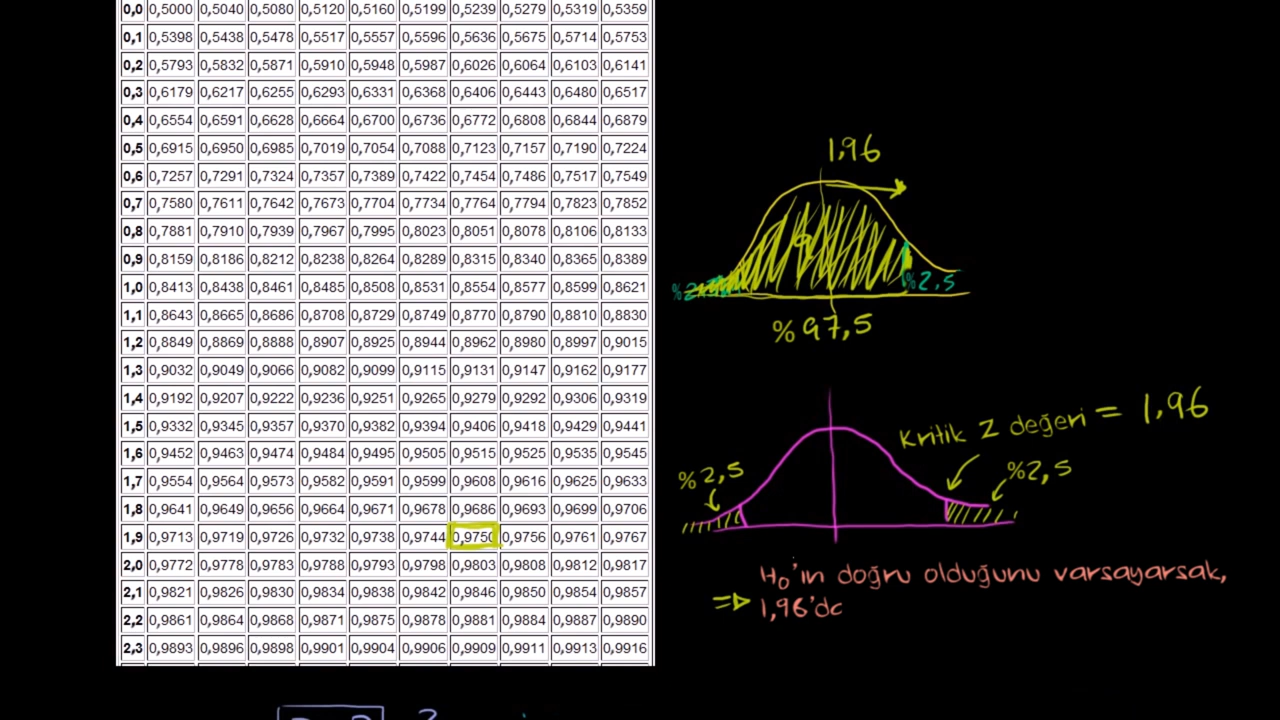 0,0 0,5000 0,5040 0,5080 0,5120 0,5160 0,5199 0,5239 0,5279 0,5319 0,5359
0,1 0,5398 0,5438 0,5478 0,5517 0,5557 0,5596 0,5636 0,5675 0,5714 0,5753
0,2 0,5793 0,5832 0,5871 0,5910 0,5948 0,5987 0,6026 0,6064 0,6103 0,6141
0,3 0,6179 0,6217 0,6255 0,6293 0,6331 0,6368 0,6406 0,6443 0,6480 0,6517
0,4 0,6554 0,6591 0,6628 0,6664 0,6700 0,6736 0,6772 0,6808 0,6844 0,6879
0,5 0,6915 0,6950 0,6985 0,7019 0,7054 0,7088 0,7123 0,7157 0,7190 0,7224
0,6 0,7257 0,7291 0,7324 0,7357 0,7389 0,7422 0,7454 0,7486 0,7517 0,7549
0,7 0,7580 0,7611 0,7642 0,7673 0,7704 0,7734 0,7764 0,7794 0,7823 0,7852
0,8 0,7881 0,7910 0,7939 0,7967 0,7995 0,8023 0,8051 0,8078 0,8106 0,8133
0,9 0,8159 0,8186 0,8212 0,8238 0,8264 0,8289 0,8315 0,8340 0,8365 0,8389
1,0 0,8413 0,8438 0,8461 0,8485 0,8508 0,8531 0,8554 0,8577 0,8599 0,8621
1,1 0,8643 0,8665 0,8686 0,8708 0,8729 0,8749 0,8770 0,8790 0,8810 0,8830
1,2 0,8849 0,8869 0,8888 0,8907 0,8925 0,8944 0,8962 0,8980 0,8997 0,9015
1,3 0,9032 0,9049 0,9066 0,9082 0,9099 0,9115 0,9131 0,9147 0,9162 0,9177
1,4 0,9192 0,9207 0,9222 0,9236 0,9251 0,9265 0,9279 0,9292 0,9306 0,9319
1,5 0,9332 0,9345 0,9357 0,9370 0,9382 0,9394 0,9406 0,9418 0,9429 0,9441
1,6 0,9452 0,9463 0,9474 0,9484 0,9495 0,9505 0,9515 0,9525 0,9535 0,9545
1,7 0,9554 0,9564 0,9573 0,9582 0,9591 0,9599 0,9608 0,9616 0,9625 0,9633
1,8 0,9641 0,9649 0,9656 0,9664 0,9671 0,9678 0,9686 0,9693 0,9699 0,9706
1,9 0,9713 0,9719 0,9726 0,9732 0,9738 0,9744 0,9750 0,9756 0,9761 0,9767
2,0 0,9772 0,9778 0,9783 0,9788 0,9793 0,9798 0,9803 0,9808 0,9812 0,9817
2,1 0,9821 0,9826 0,9830 0,9834 0,9838 0,9842 0,9846 0,9850 0,9854 0,9857
2,2 0,9861 0,9864 0,9868 0,9871 0,9875 0,9878 0,9881 0,9884 0,9887 0,9890
2,3 0,9893 0,9896 0,9898 0,9901 0,9904 0,9906 0,9909 0,9911 0,9913 0,9916
1,96
%2,5
%97,5
Kritik Z değeri = 1,96
%2,5
%2,5
H₀'ın doğru olduğunu varsayarsak,
=> 1,96'dc